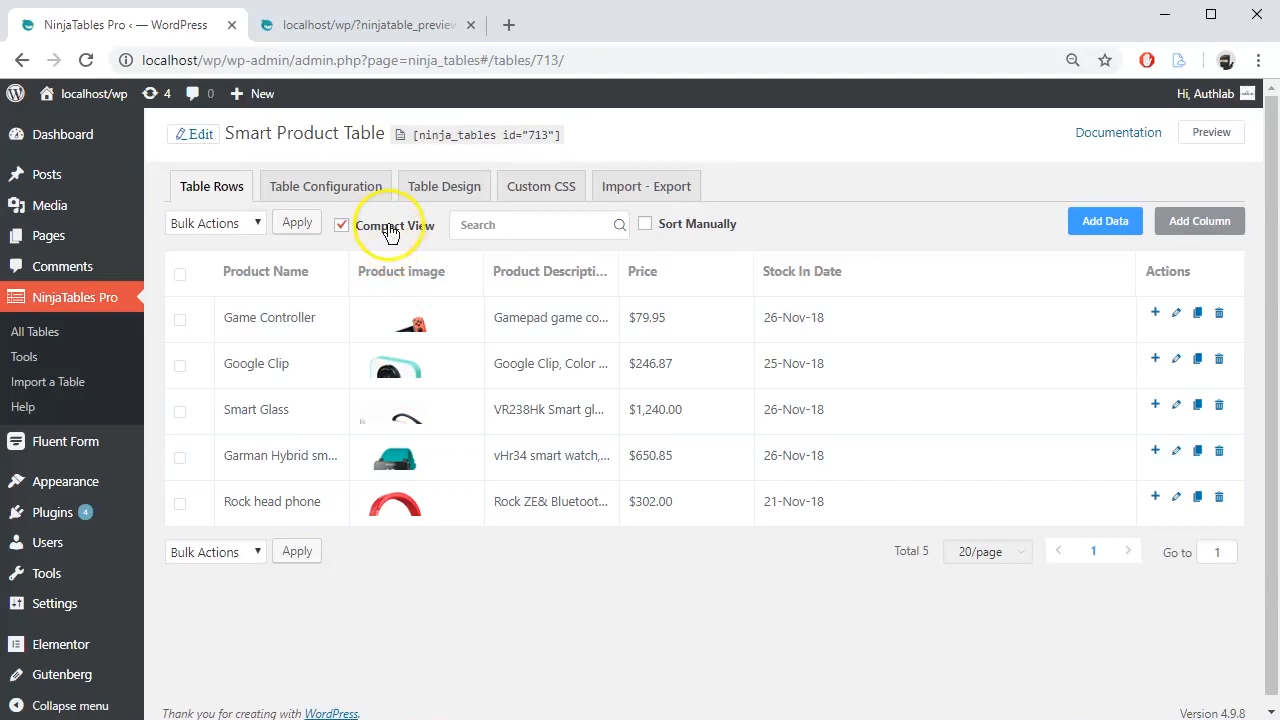 NinjaTables Pro ‹ — WordPress
localhost/wp/?ninjatable_preview
localhost/wp/wp-admin/admin.php?page=ninja_tables#/tables/713/
localhost/wp 4 0 New Hi, Authlab
Dashboard
Posts
Media
Pages
Comments
NinjaTables Pro
All Tables
Tools
Import a Table
Help
Fluent Form
Appearance
Plugins 4
Users
Tools
Settings
Elementor
Gutenberg
Collapse menu
Edit Smart Product Table [ninja_tables id="713"] Documentation Preview
Table Rows Table Configuration Table Design Custom CSS Import - Export
Bulk Actions Apply Compact View Search Sort Manually Add Data Add Column
Product Name Product image Product Descripti... Price Stock In Date Actions
Game Controller Gamepad game co... $79.95 26-Nov-18
Google Clip Google Clip, Color ... $246.87 25-Nov-18
Smart Glass VR238Hk Smart gl... $1,240.00 26-Nov-18
Garman Hybrid sm... vHr34 smart watch,... $650.85 26-Nov-18
Rock head phone Rock ZE& Bluetoot... $302.00 21-Nov-18
Bulk Actions Apply Total 5 20/page 1 Go to 1
Thank you for creating with WordPress. Version 4.9.8